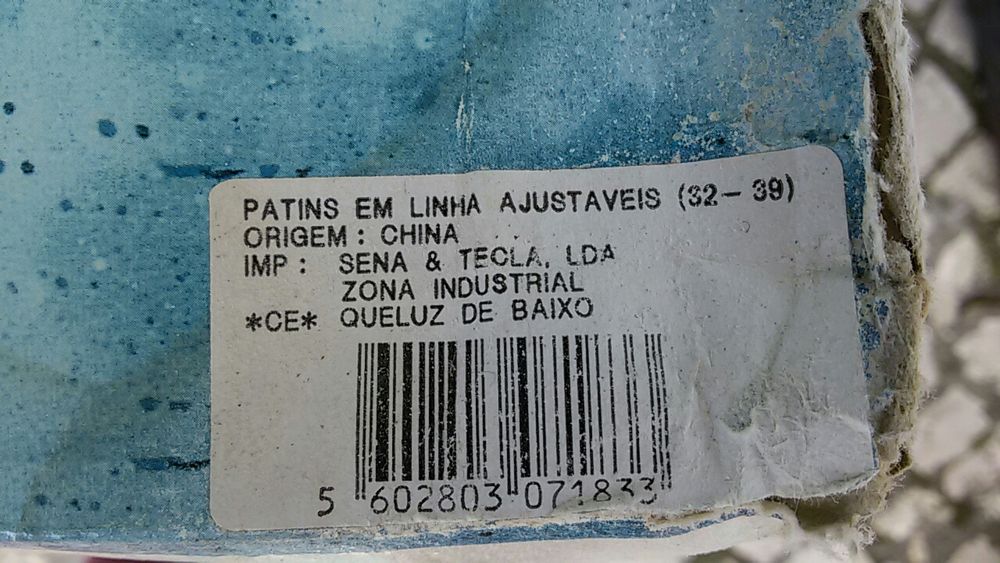 PATINS EM LINHA AJUSTAVEIS (32-39)
ORIGEM: CHINA
IMP: SENA & TECLA, LDA
ZONA INDUSTRIAL
*CE* QUELUZ DE BAIXO
5 602803 071833